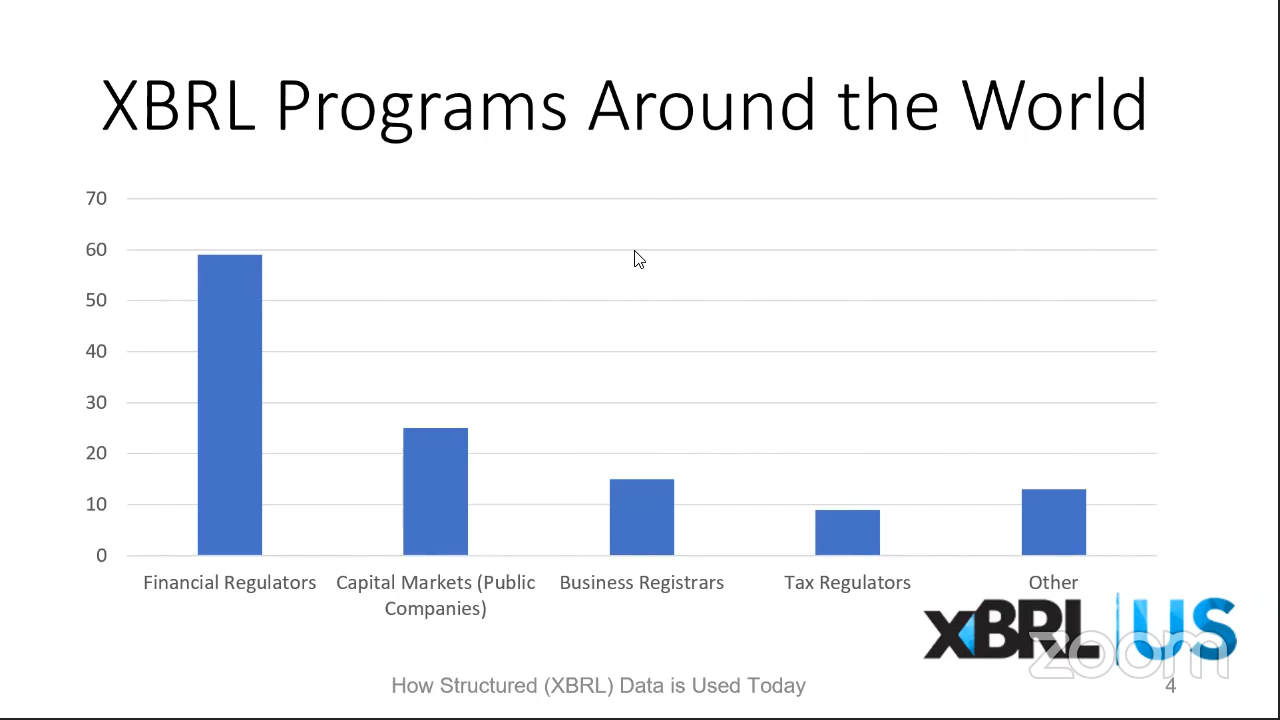 XBRL Programs Around the World
70
60
50
40
30
20
10
0
Financial Regulators
Capital Markets (Public
Companies)
Business Registrars
Tax Regulators
Other
XBRL US
zoom
How Structured (XBRL) Data is Used Today
4